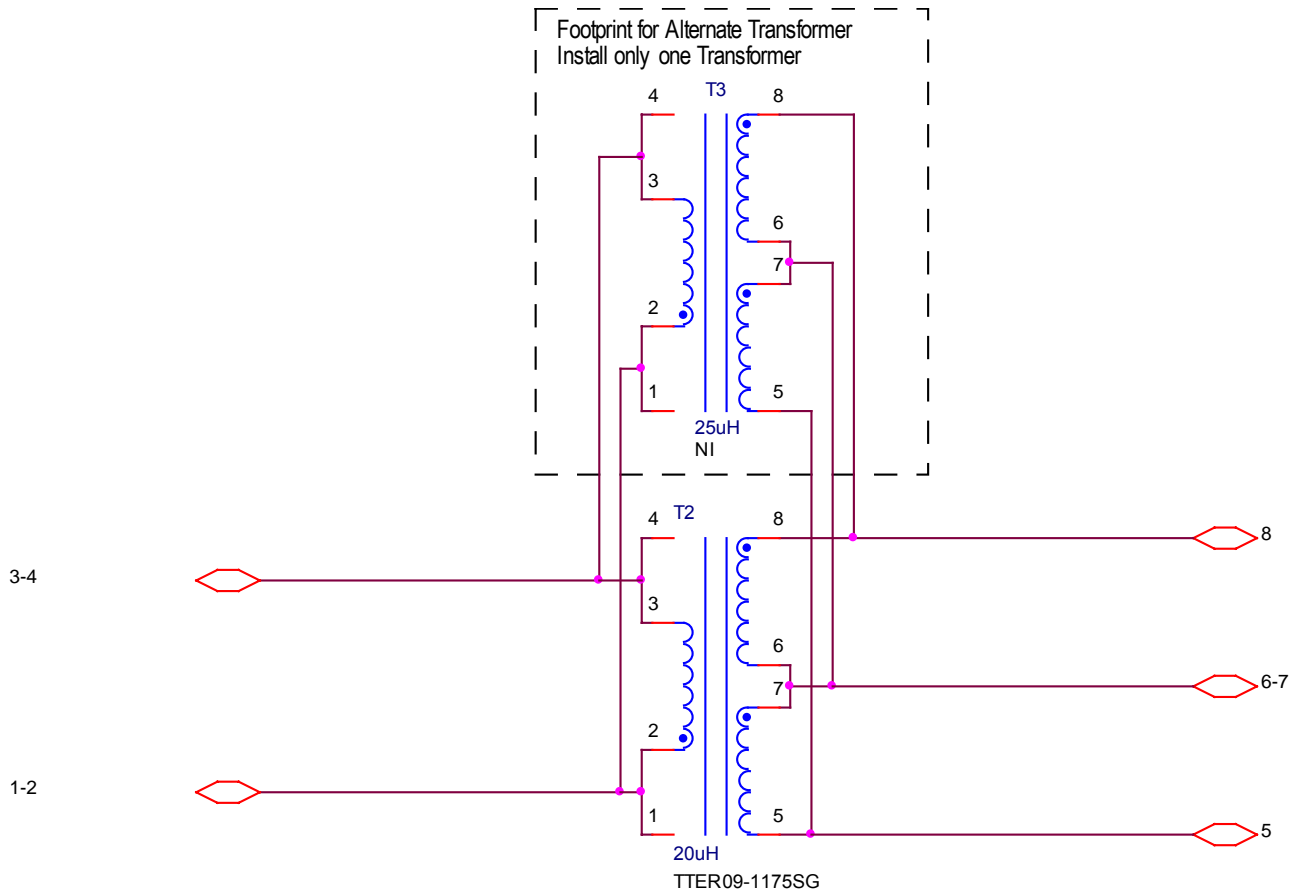 Footprint for Alternate Transformer
Install only one Transformer
T3
4
8
3
6
7
2
1
5
25uH
NI
T2
4
8
8
3-4
3
6
6-7
7
2
1-2
1
5
5
20uH
TTER09-1175SG